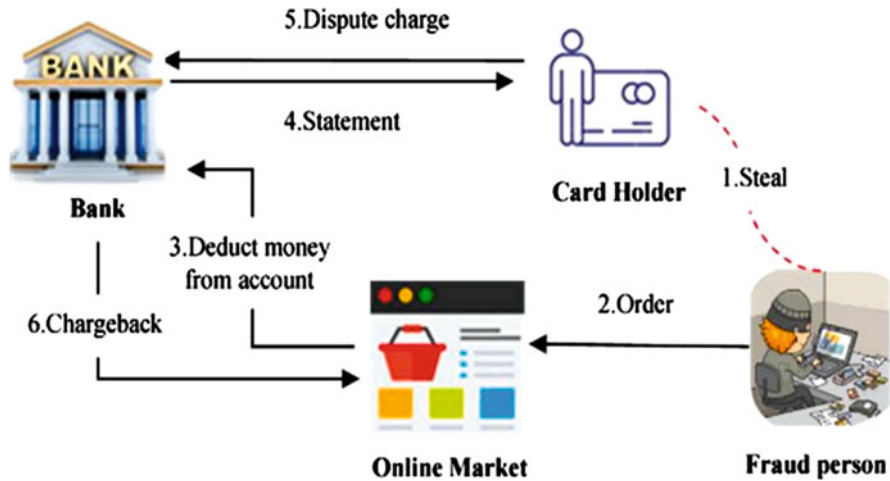 5.Dispute charge
BANK
4.Statement
Card Holder
1.Steal
Bank
3.Deduct money
from account
2.Order
6.Chargeback
Online Market
Fraud person